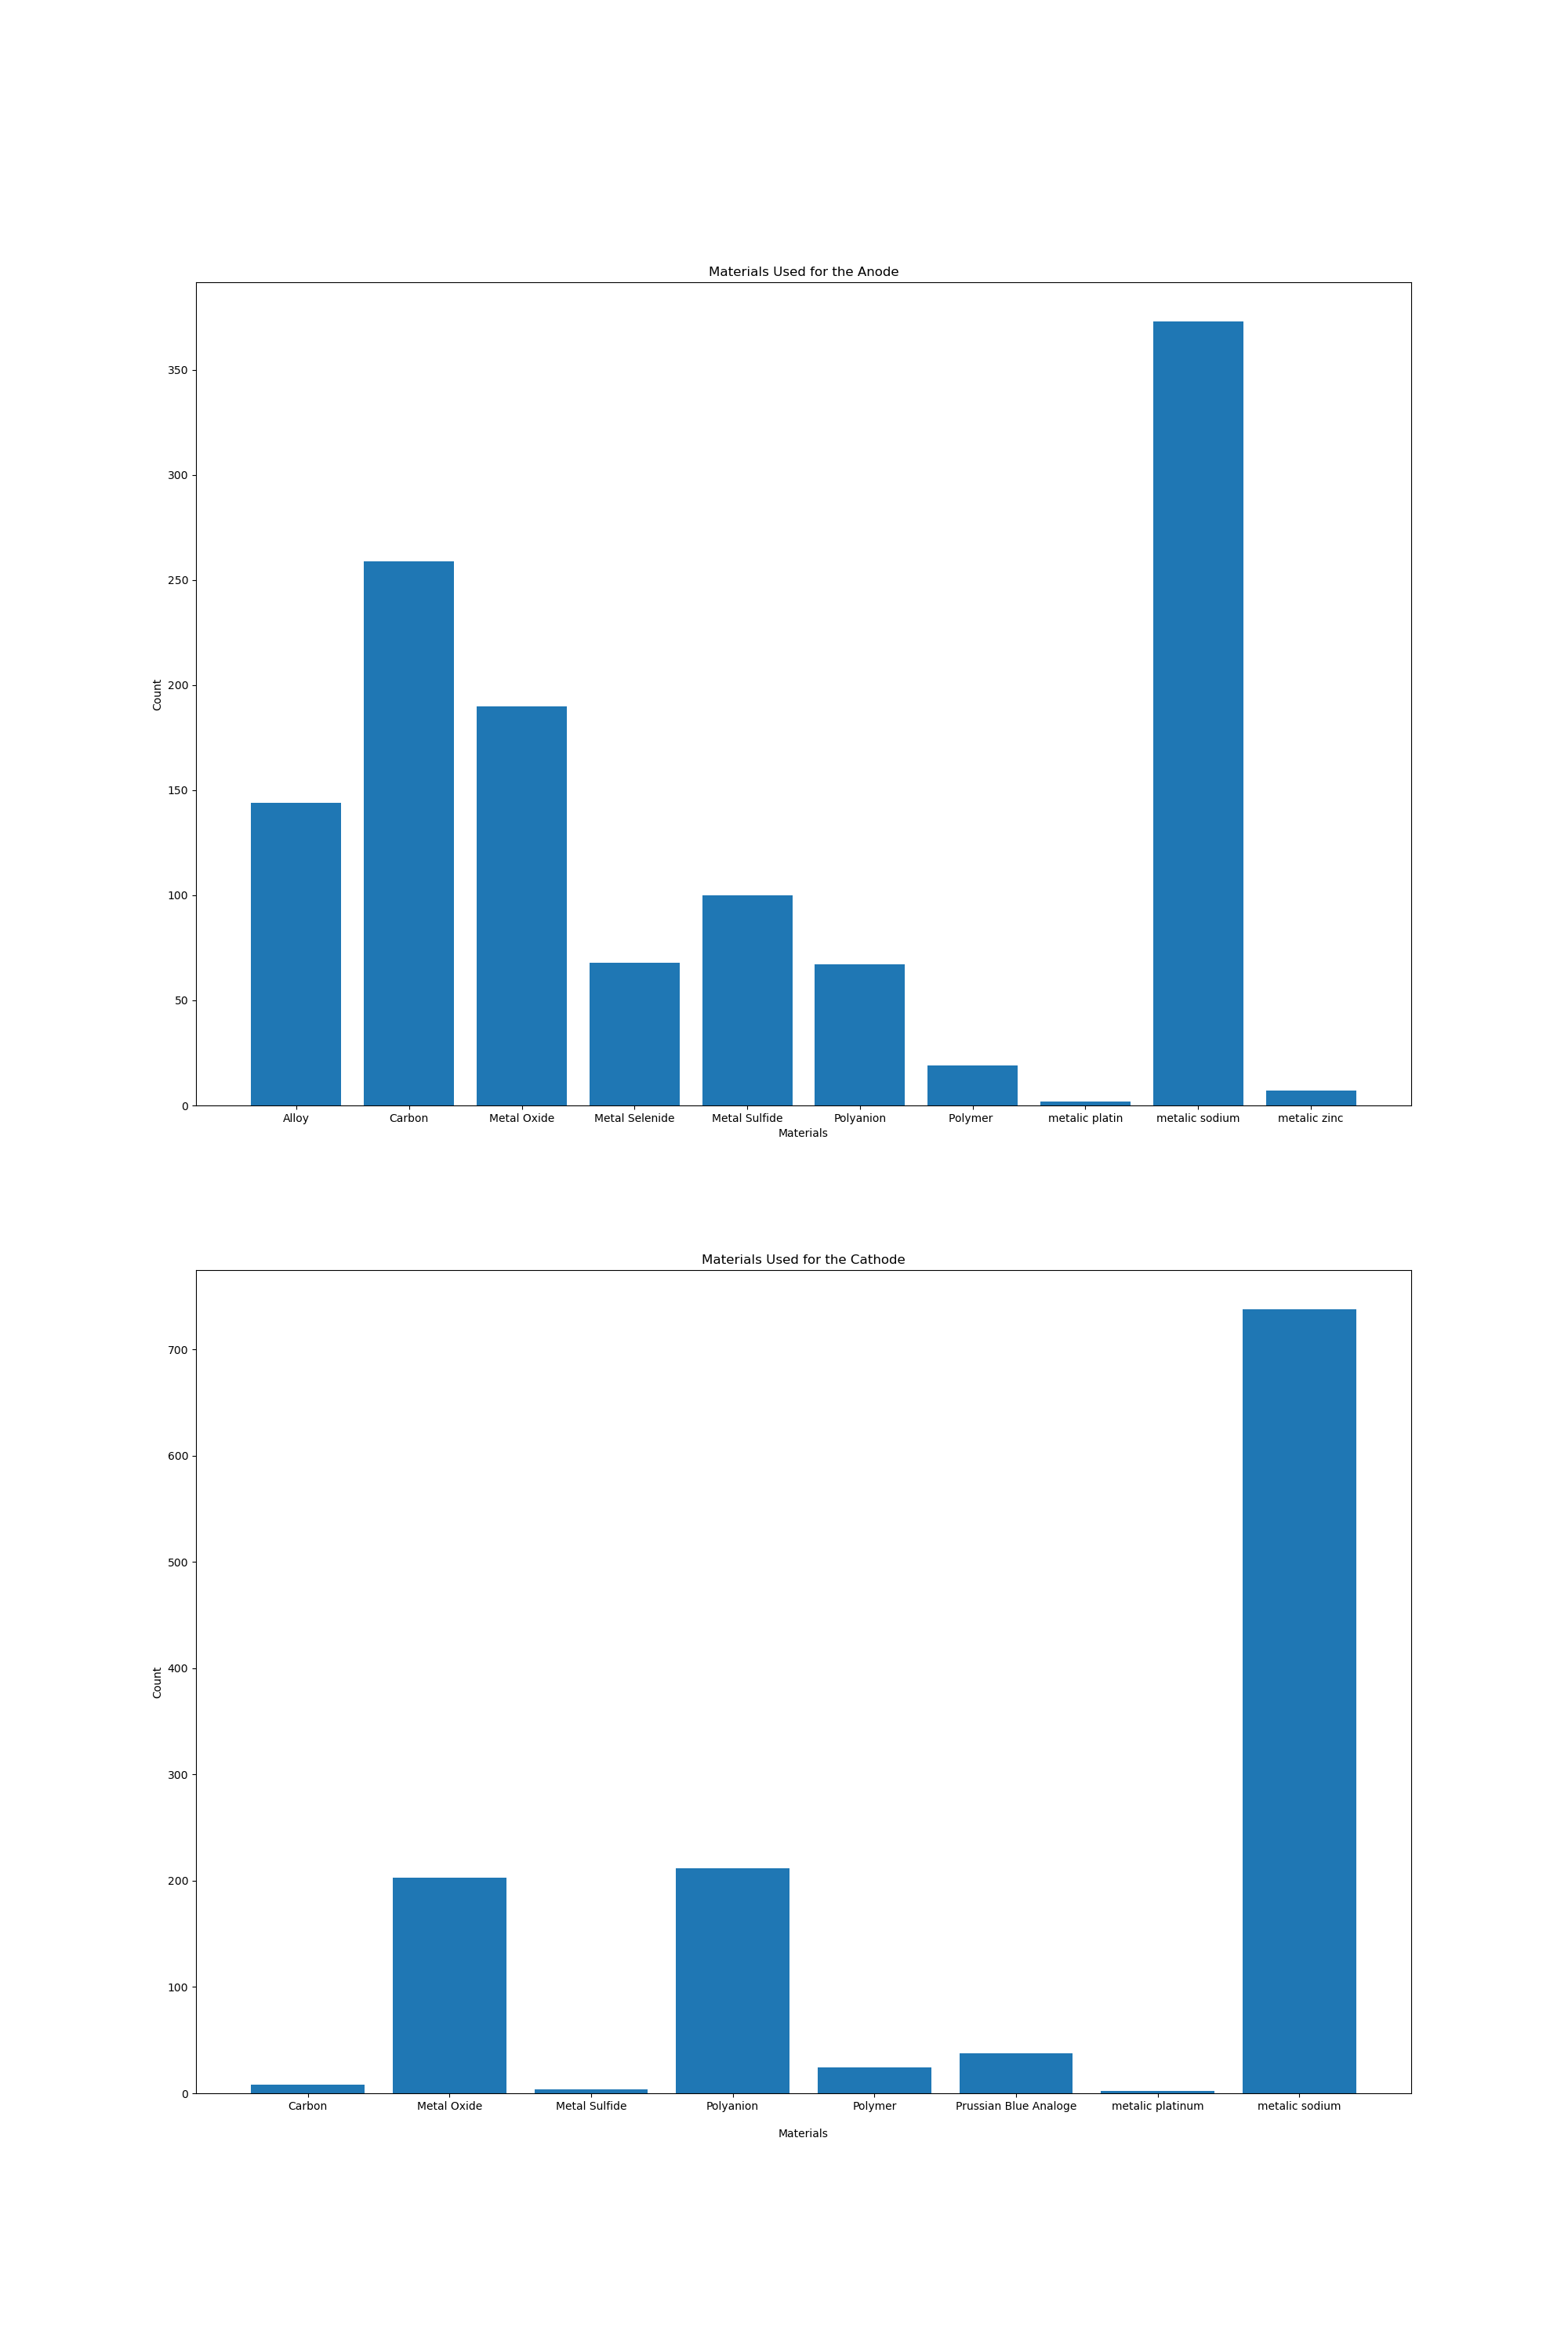 Materials Used for the Anode
350
300
250
200
150
100
50
0
Count
Alloy Carbon Metal Oxide Metal Selenide Metal Sulfide Polyanion Polymer metalic platin metalic sodium metalic zinc
Materials
Materials Used for the Cathode
700
600
500
400
300
200
100
0
Count
Carbon Metal Oxide Metal Sulfide Polyanion Polymer Prussian Blue Analoge metalic platinum metalic sodium
Materials